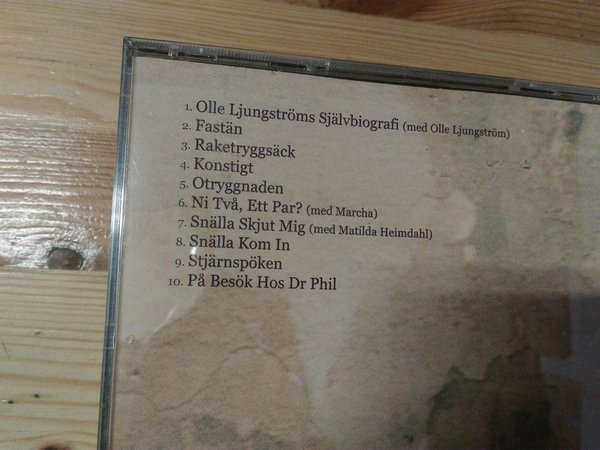 1. Olle Ljungströms Självbiografi (med Olle Ljungström)
2. Fastän
3. Raketryggsäck
4. Konstigt
5. Otryggnaden
6. Ni Två, Ett Par? (med Marcha)
7. Snälla Skjut Mig (med Matilda Heimdahl)
8. Snälla Kom In
9. Stjärnspöken
10. På Besök Hos Dr Phil